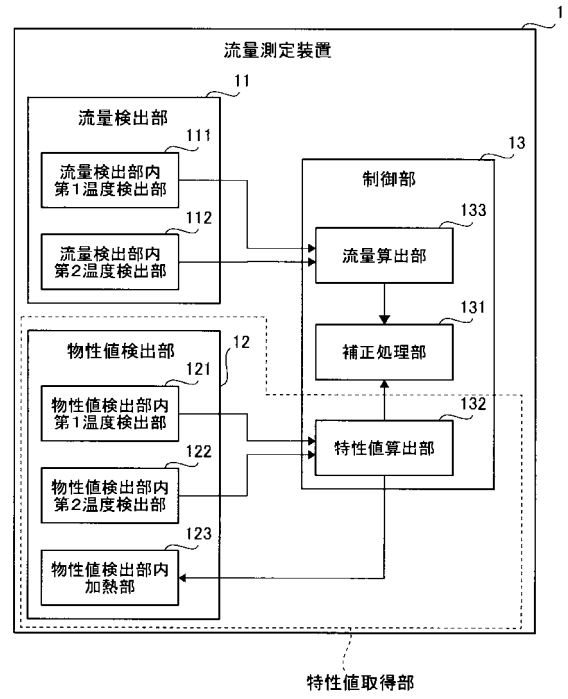 1
流量測定装置
11
流量検出部
111
流量検出部内
第1温度検出部
112
流量検出部内
第2温度検出部
13
制御部
133
流量算出部
131
補正処理部
132
特性値算出部
12
物性値検出部
121
物性値検出部内
第1温度検出部
122
物性値検出部内
第2温度検出部
123
物性値検出部内
加熱部
特性値取得部